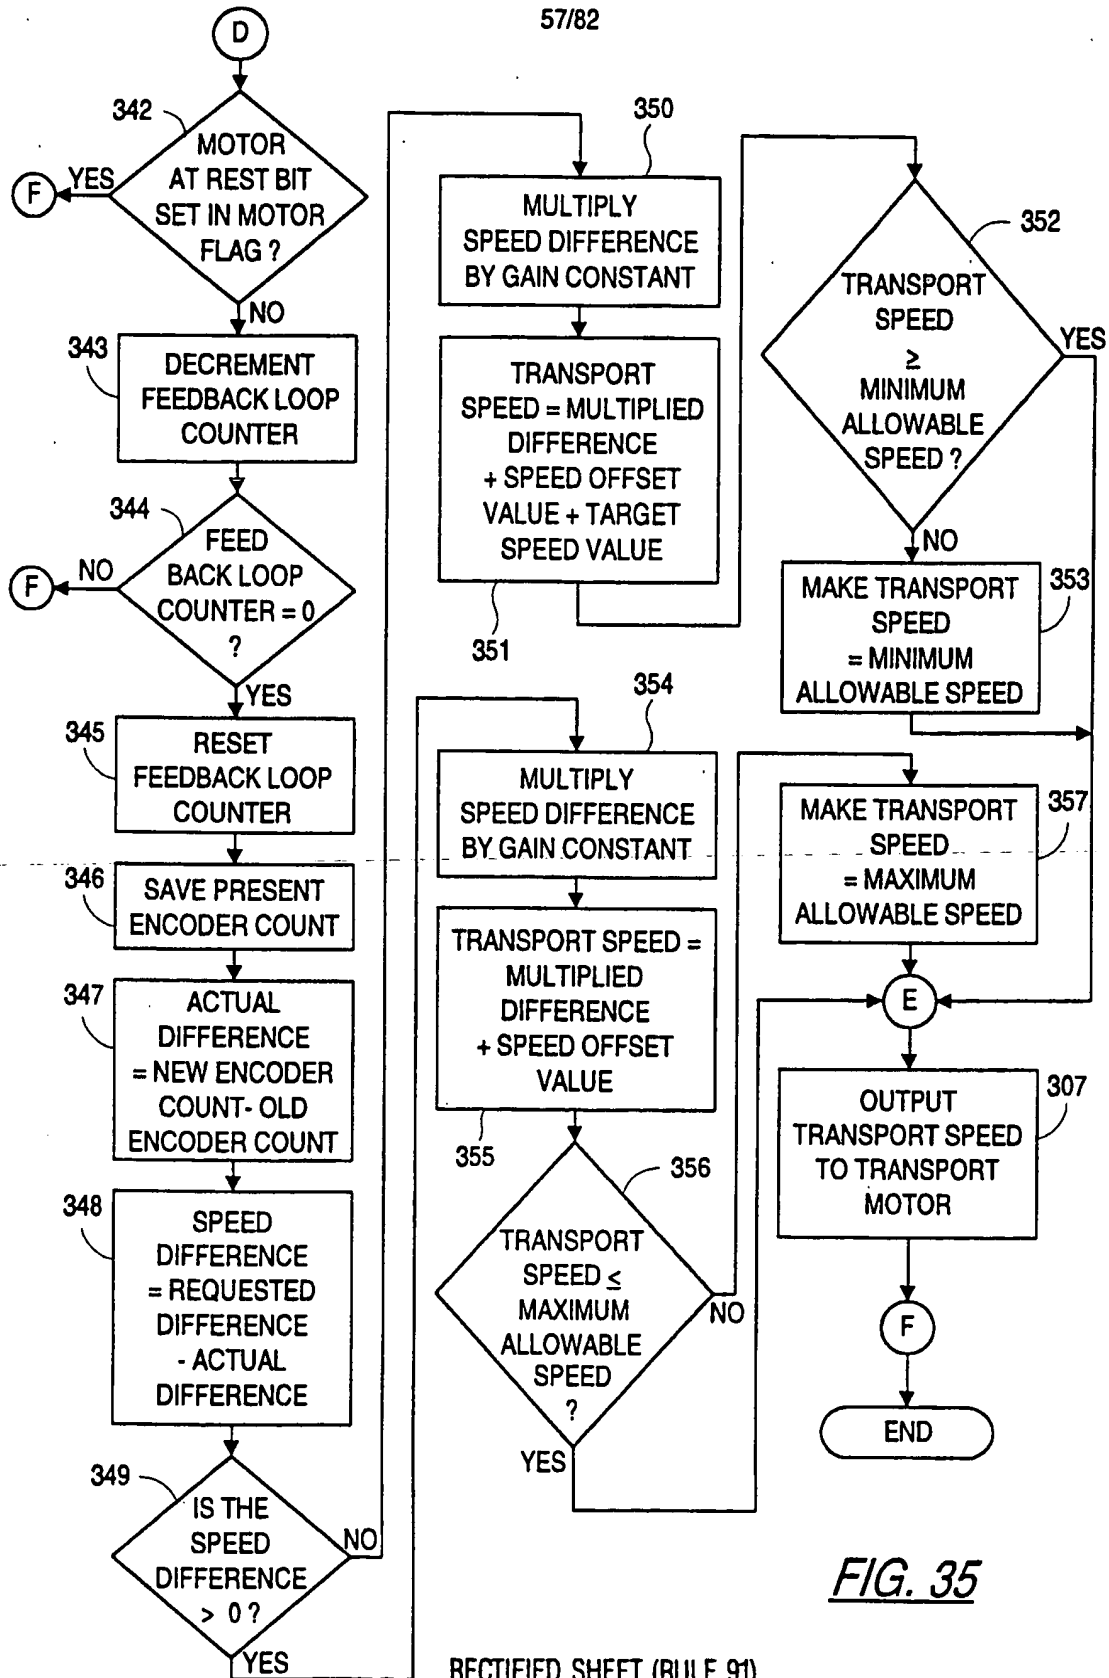 57/82
D
342
MOTOR
AT REST BIT
SET IN MOTOR
FLAG ?
YES
F
NO
343
DECREMENT
FEEDBACK LOOP
COUNTER
344
FEED
BACK LOOP
COUNTER = 0
?
NO
F
YES
345
RESET
FEEDBACK LOOP
COUNTER
346
SAVE PRESENT
ENCODER COUNT
347
ACTUAL
DIFFERENCE
= NEW ENCODER
COUNT- OLD
ENCODER COUNT
348
SPEED
DIFFERENCE
= REQUESTED
DIFFERENCE
- ACTUAL
DIFFERENCE
349
IS THE
SPEED
DIFFERENCE
> 0 ?
NO
YES
350
MULTIPLY
SPEED DIFFERENCE
BY GAIN CONSTANT
TRANSPORT
SPEED = MULTIPLIED
DIFFERENCE
+ SPEED OFFSET
VALUE + TARGET
SPEED VALUE
351
352
TRANSPORT
SPEED
≥
MINIMUM
ALLOWABLE
SPEED ?
YES
NO
353
MAKE TRANSPORT
SPEED
= MINIMUM
ALLOWABLE SPEED
354
MULTIPLY
SPEED DIFFERENCE
BY GAIN CONSTANT
TRANSPORT SPEED =
MULTIPLIED
DIFFERENCE
+ SPEED OFFSET
VALUE
355
356
TRANSPORT
SPEED ≤
MAXIMUM
ALLOWABLE
SPEED
?
NO
YES
357
MAKE TRANSPORT
SPEED
= MAXIMUM
ALLOWABLE SPEED
E
307
OUTPUT
TRANSPORT SPEED
TO TRANSPORT
MOTOR
F
END
FIG. 35
RECTIFIED SHEET (RULE 91)